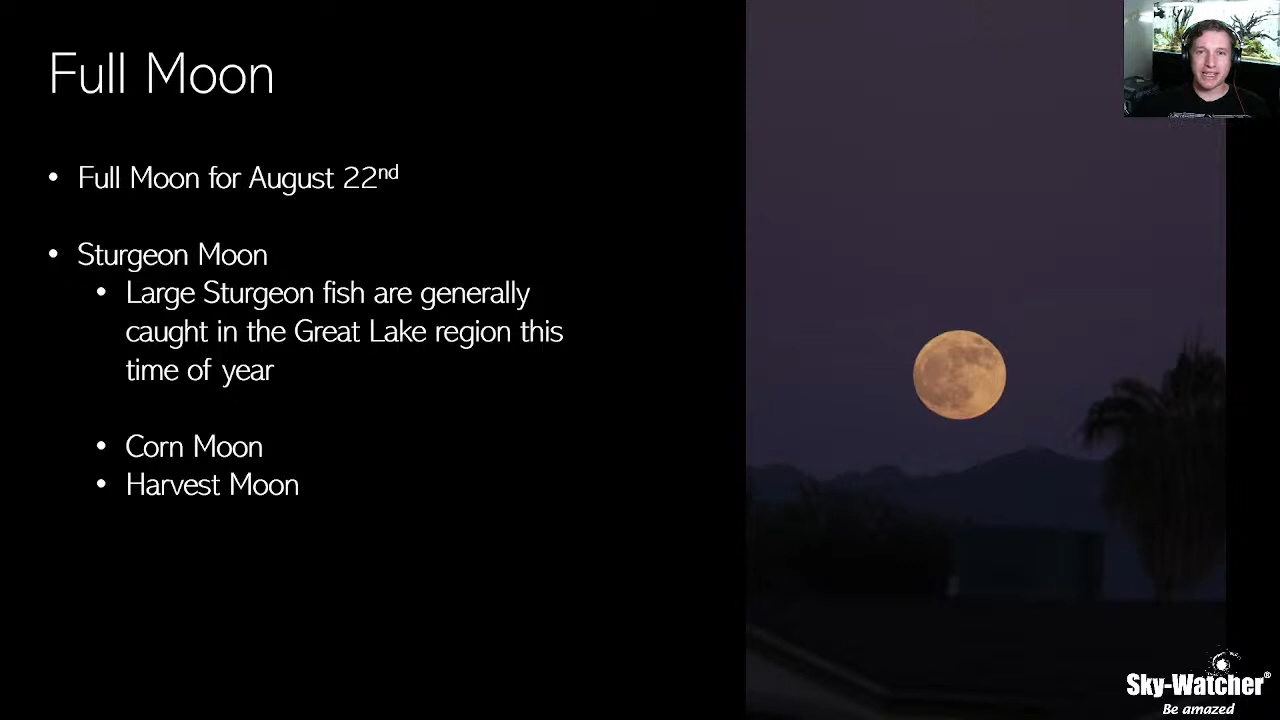 Full Moon
• Full Moon for August 22nd
• Sturgeon Moon
• Large Sturgeon fish are generally
caught in the Great Lake region this
time of year
• Corn Moon
• Harvest Moon
Sky-Watcher®
Be amazed